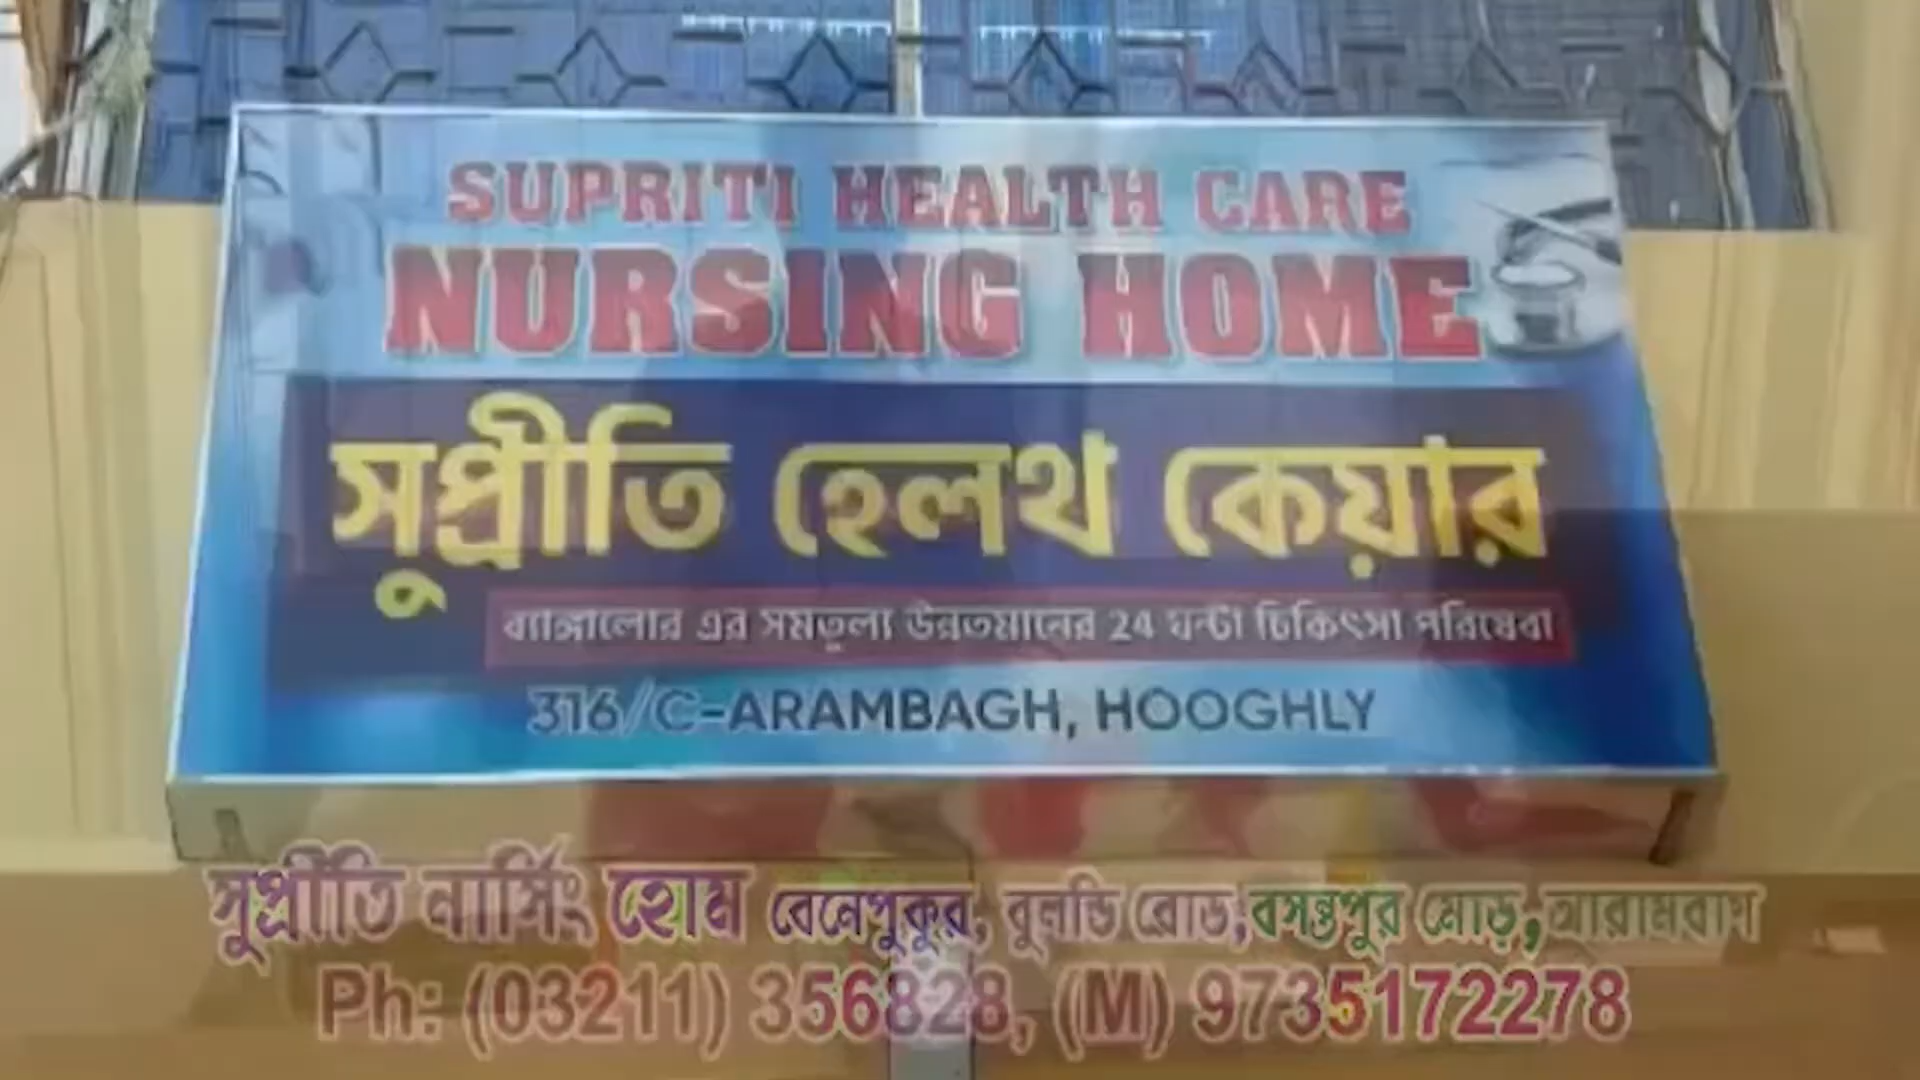 SUPRITI HEALTH CARE
NURSING HOME
সুপ্রীতি হেলথ কেয়ার
ব্যাঙ্গালোর এর সমতুল্য উন্নতমানের 24 ঘন্টা চিকিৎসা পরিষেবা
316/C-ARAMBAGH, HOOGHLY
সুপ্রীতি নার্সিং হোম বেনেপুকুর, বুলন্ডি রোড, বসন্তপুর মোড়, আরামবাগ
Ph: (03211) 356828, (M) 9735172278